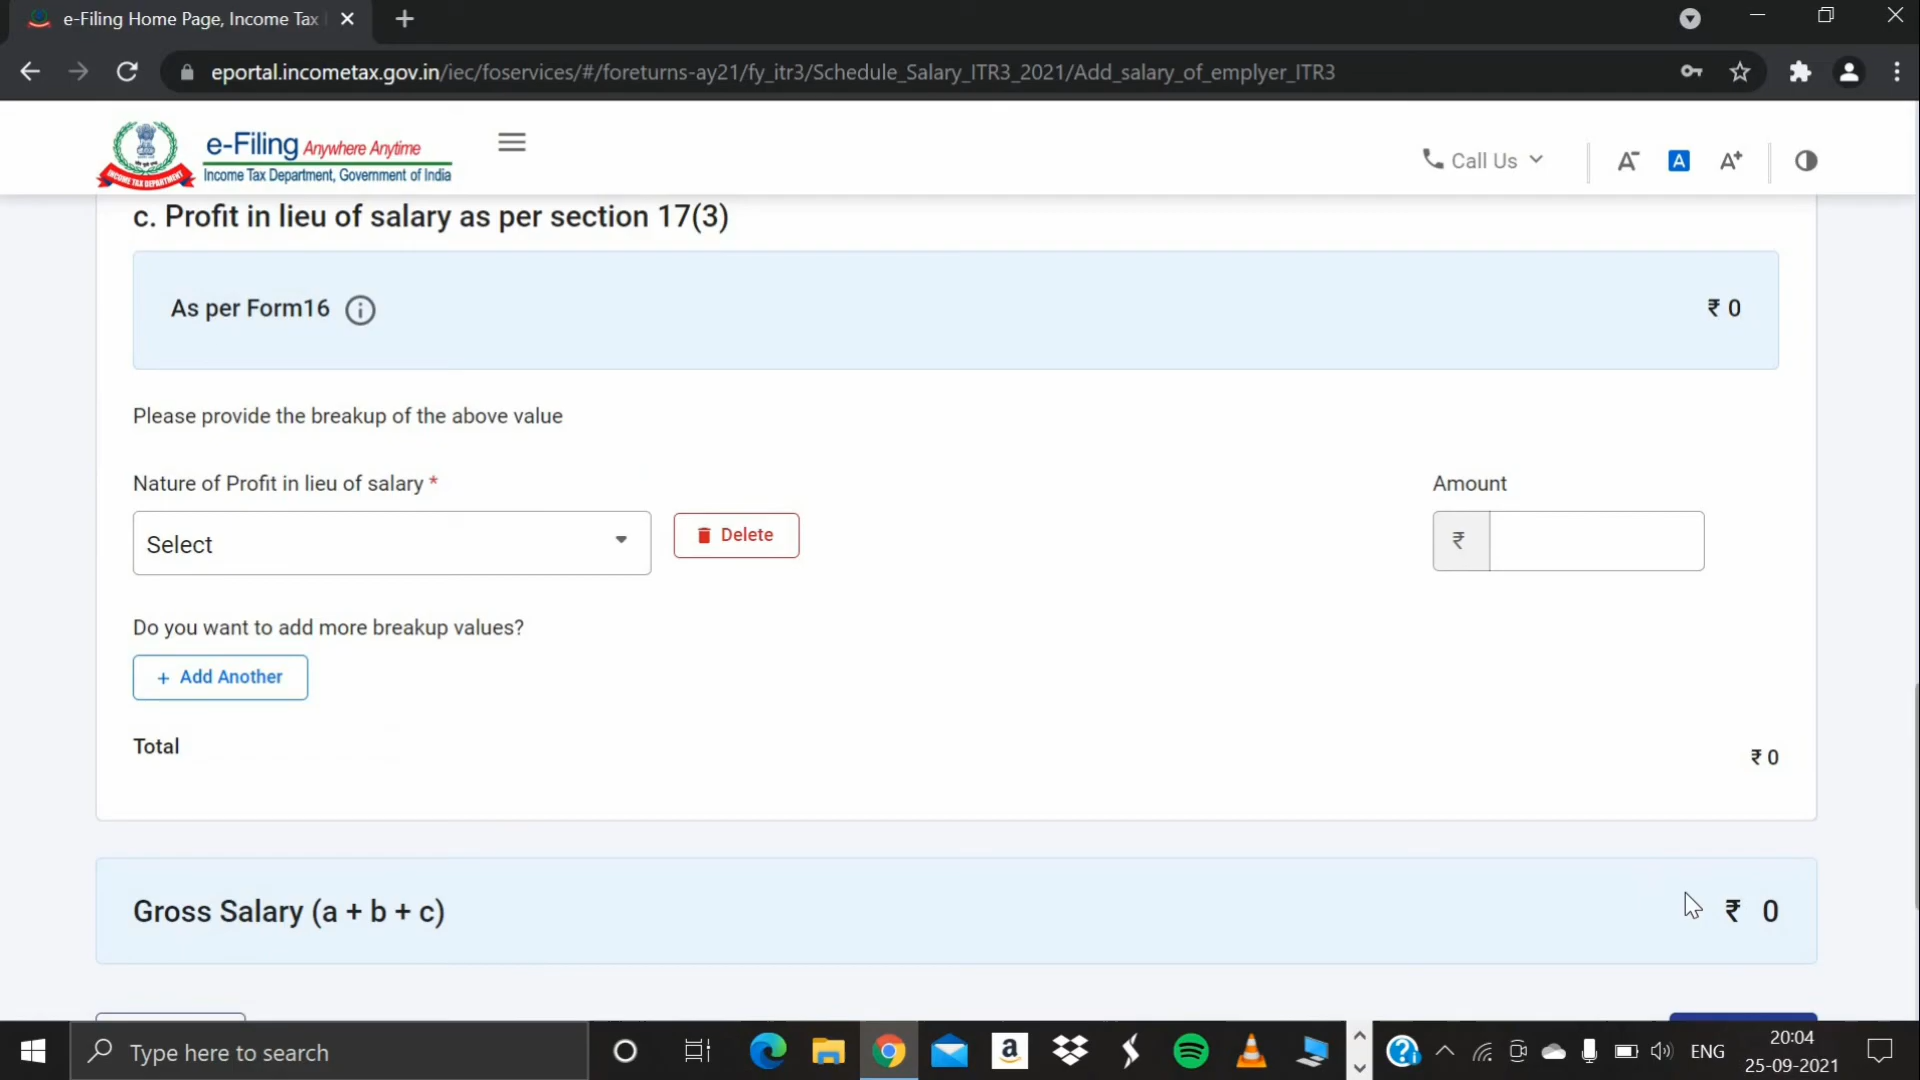 e-Filing Home Page, Income Tax
eportal.incometax.gov.in/iec/foservices/#/foreturns-ay21/fy_itr3/Schedule_Salary_ITR3_2021/Add_salary_of_emplyer_ITR3
e-Filing Anywhere Anytime
Income Tax Department, Government of India
INCOME TAX DEPARTMENT
Call Us
A-
A
A+
c. Profit in lieu of salary as per section 17(3)
As per Form16
₹ 0
Please provide the breakup of the above value
Nature of Profit in lieu of salary *
Amount
Select
Delete
₹
Do you want to add more breakup values?
+ Add Another
Total
₹ 0
Gross Salary (a + b + c)
₹ 0
Type here to search
ENG
20:04
25-09-2021